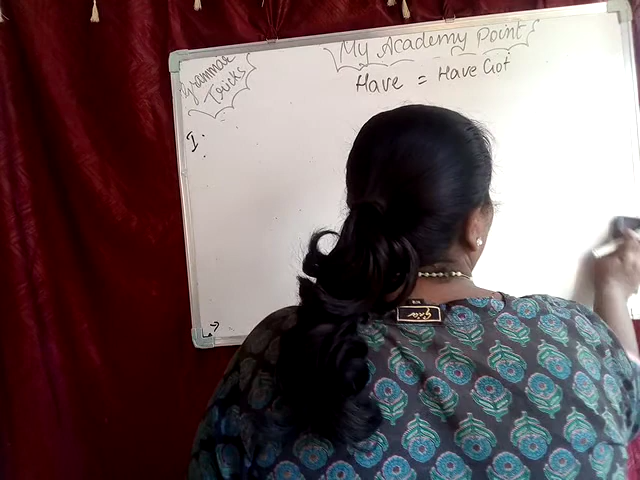 My Academy Point
Grammar
Tricks
Have = Have Got
I.